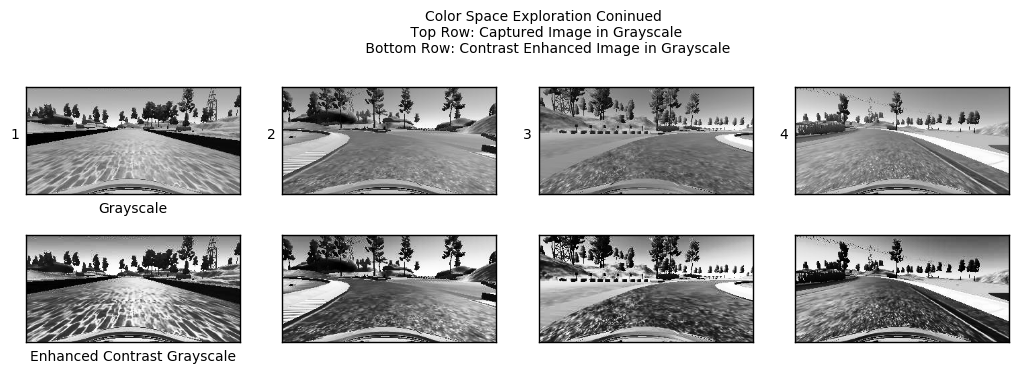 Color Space Exploration Coninued
Top Row: Captured Image in Grayscale
Bottom Row: Contrast Enhanced Image in Grayscale
1
2
3
4
Grayscale
Enhanced Contrast Grayscale